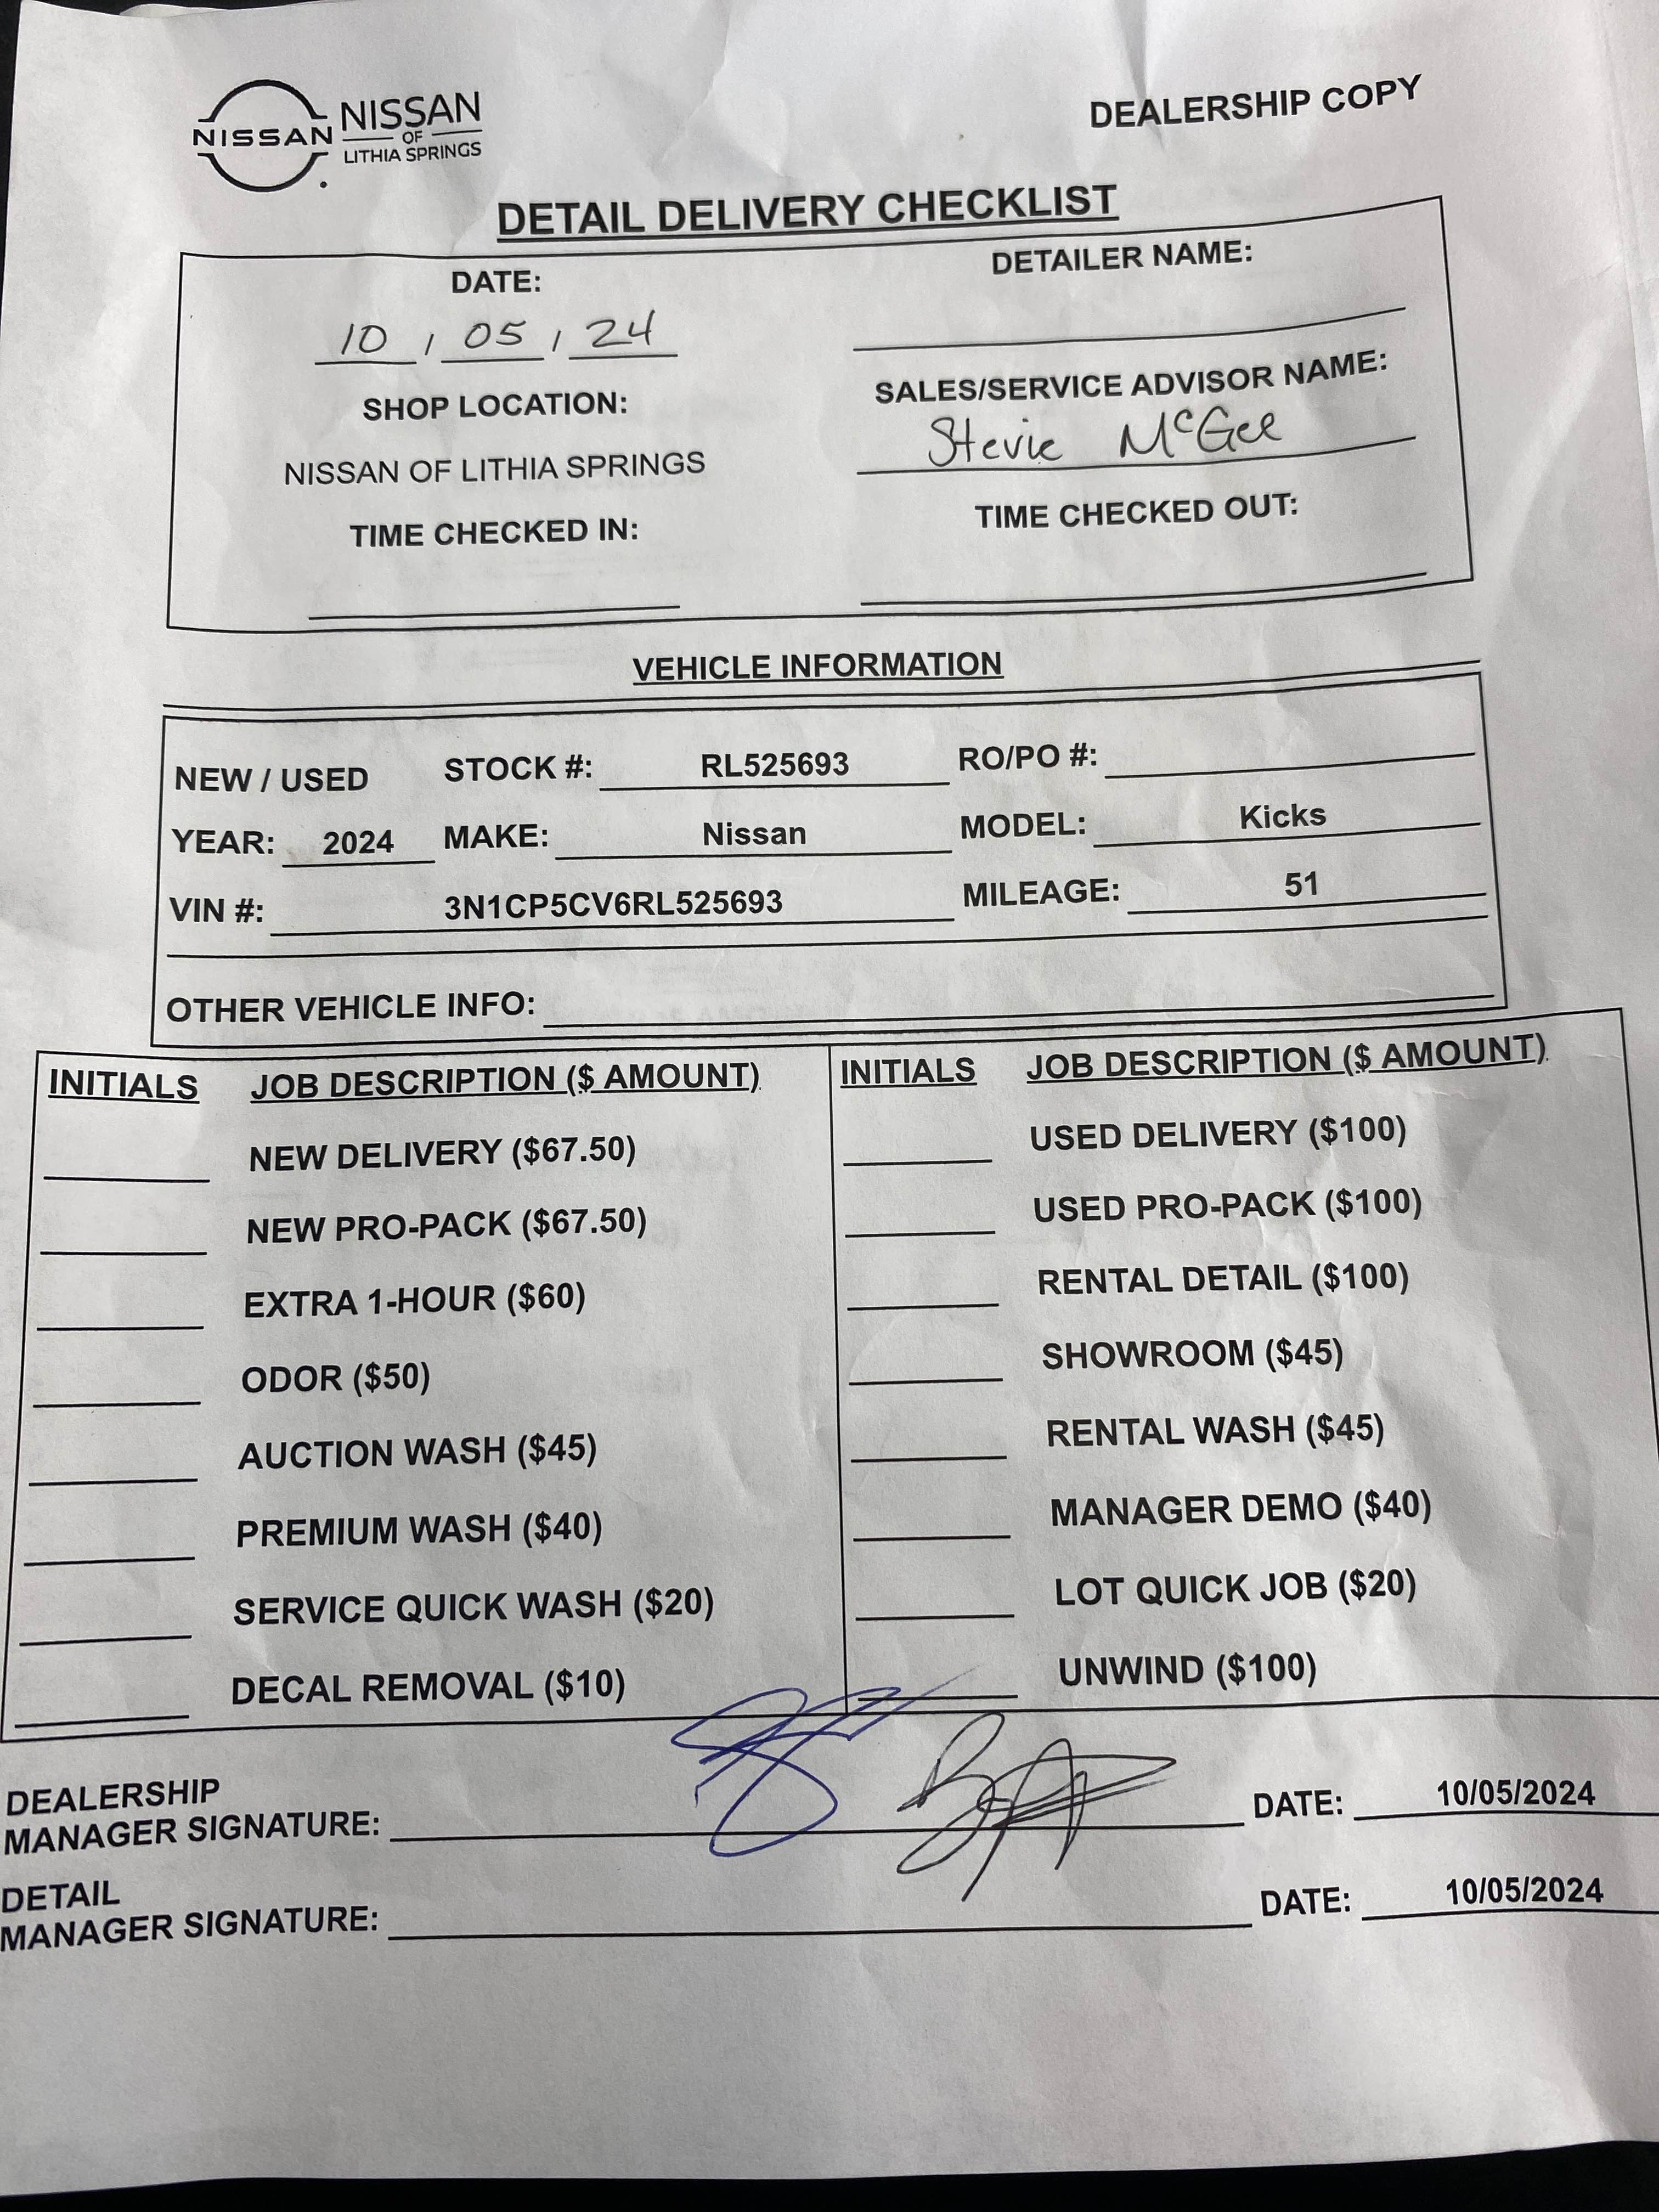 NISSAN
NISSAN
OF
LITHIA SPRINGS
DEALERSHIP COPY
DETAIL DELIVERY CHECKLIST
DATE:
10 / 05 / 24
DETAILER NAME:
SHOP LOCATION:
NISSAN OF LITHIA SPRINGS
SALES/SERVICE ADVISOR NAME:
Stevie McGee
TIME CHECKED IN:
TIME CHECKED OUT:
VEHICLE INFORMATION
NEW / USED STOCK #: RL525693 RO/PO #:
YEAR: 2024 MAKE: Nissan MODEL: Kicks
VIN #: 3N1CP5CV6RL525693 MILEAGE: 51
OTHER VEHICLE INFO:
INITIALS JOB DESCRIPTION ($ AMOUNT)
NEW DELIVERY ($67.50)
NEW PRO-PACK ($67.50)
EXTRA 1-HOUR ($60)
ODOR ($50)
AUCTION WASH ($45)
PREMIUM WASH ($40)
SERVICE QUICK WASH ($20)
DECAL REMOVAL ($10)
INITIALS JOB DESCRIPTION ($ AMOUNT)
USED DELIVERY ($100)
USED PRO-PACK ($100)
RENTAL DETAIL ($100)
SHOWROOM ($45)
RENTAL WASH ($45)
MANAGER DEMO ($40)
LOT QUICK JOB ($20)
UNWIND ($100)
DEALERSHIP
MANAGER SIGNATURE: DATE: 10/05/2024
DETAIL
MANAGER SIGNATURE: DATE: 10/05/2024